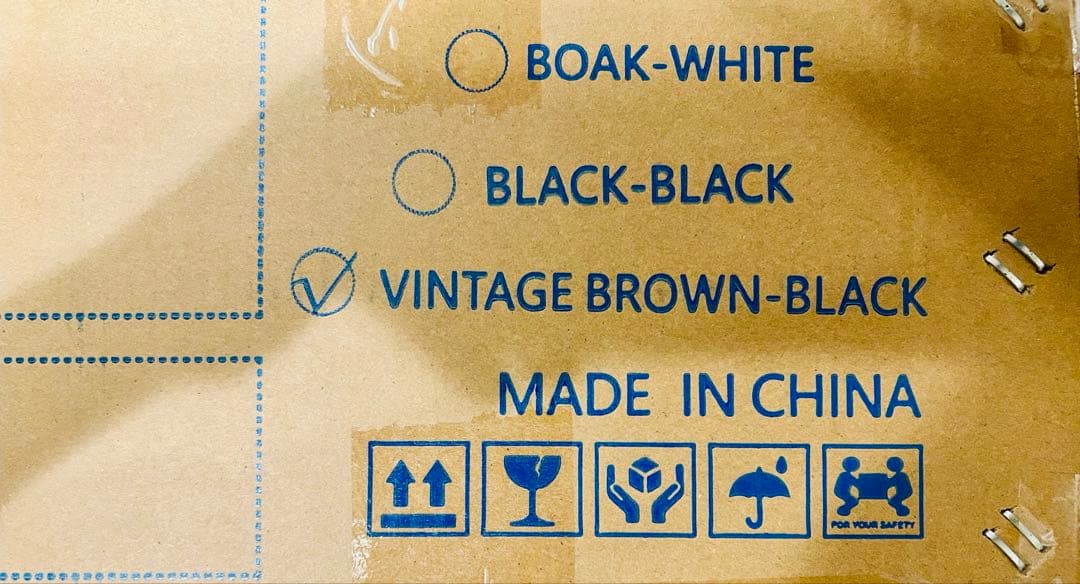 BOAK-WHITE
BLACK-BLACK
VINTAGE BROWN-BLACK
MADE IN CHINA
FOR YOUR SAFETY